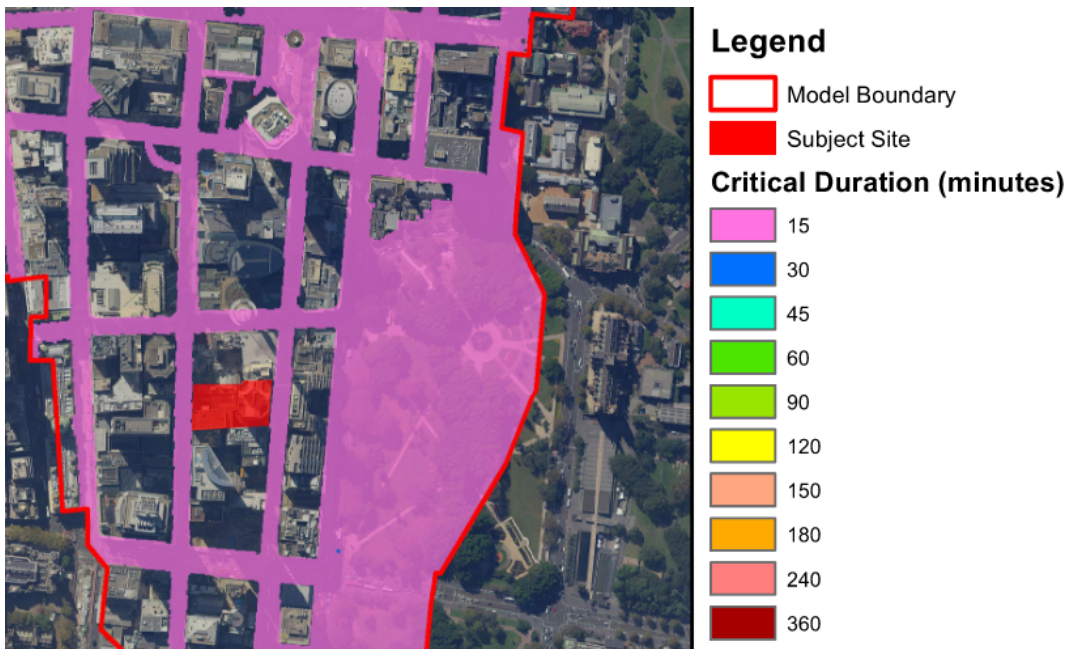 Legend
Model Boundary
Subject Site
Critical Duration (minutes)
15
30
45
60
90
120
150
180
240
360